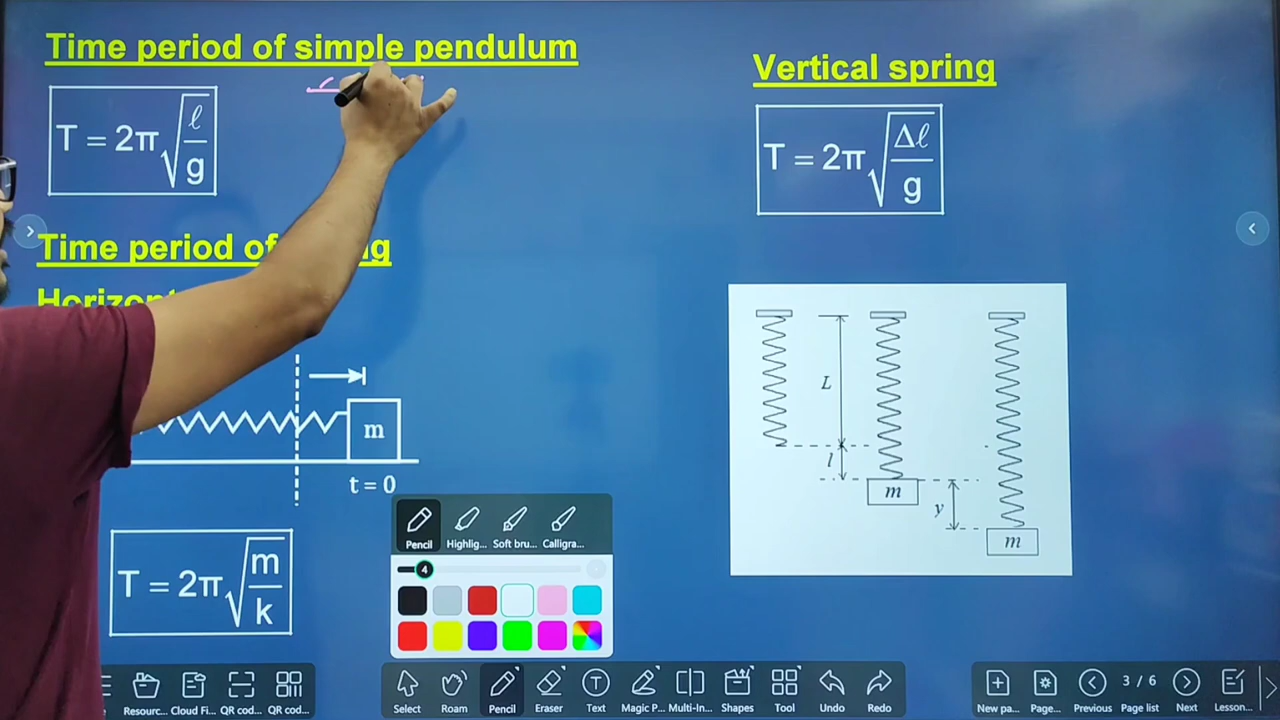 Time period of simple pendulum
T = 2π√(ℓ/g)
Time period of
Vertical spring
T = 2π√(Δℓ/g)
m
t = 0
T = 2π√(m/k)
L
l
m
y
m
Pencil
Highlig...
Soft bru...
Calligra...
4
Resourc...
Cloud Fi...
QR cod...
QR cod...
Select
Roam
Pencil
Eraser
Text
Magic P...
Multi-In...
Shapes
Tool
Undo
Redo
New pa...
Page...
Previous
3 / 6
Page list
Next
Lesson...